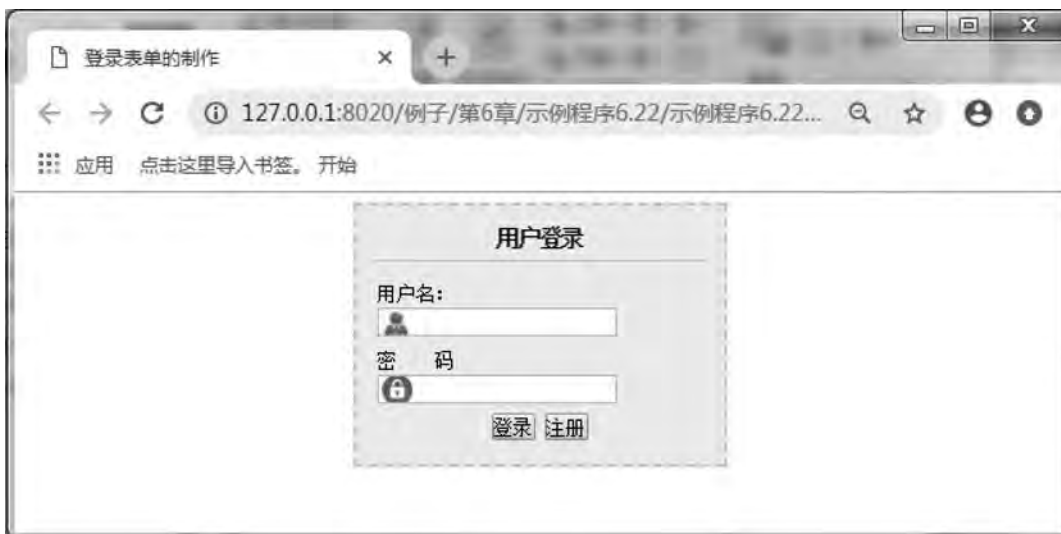 登录表单的制作
127.0.0.1:8020/例子/第6章/示例程序6.22/示例程序6.22...
应用 点击这里导入书签。 开始
用户登录
用户名：
密 码
登录 注册